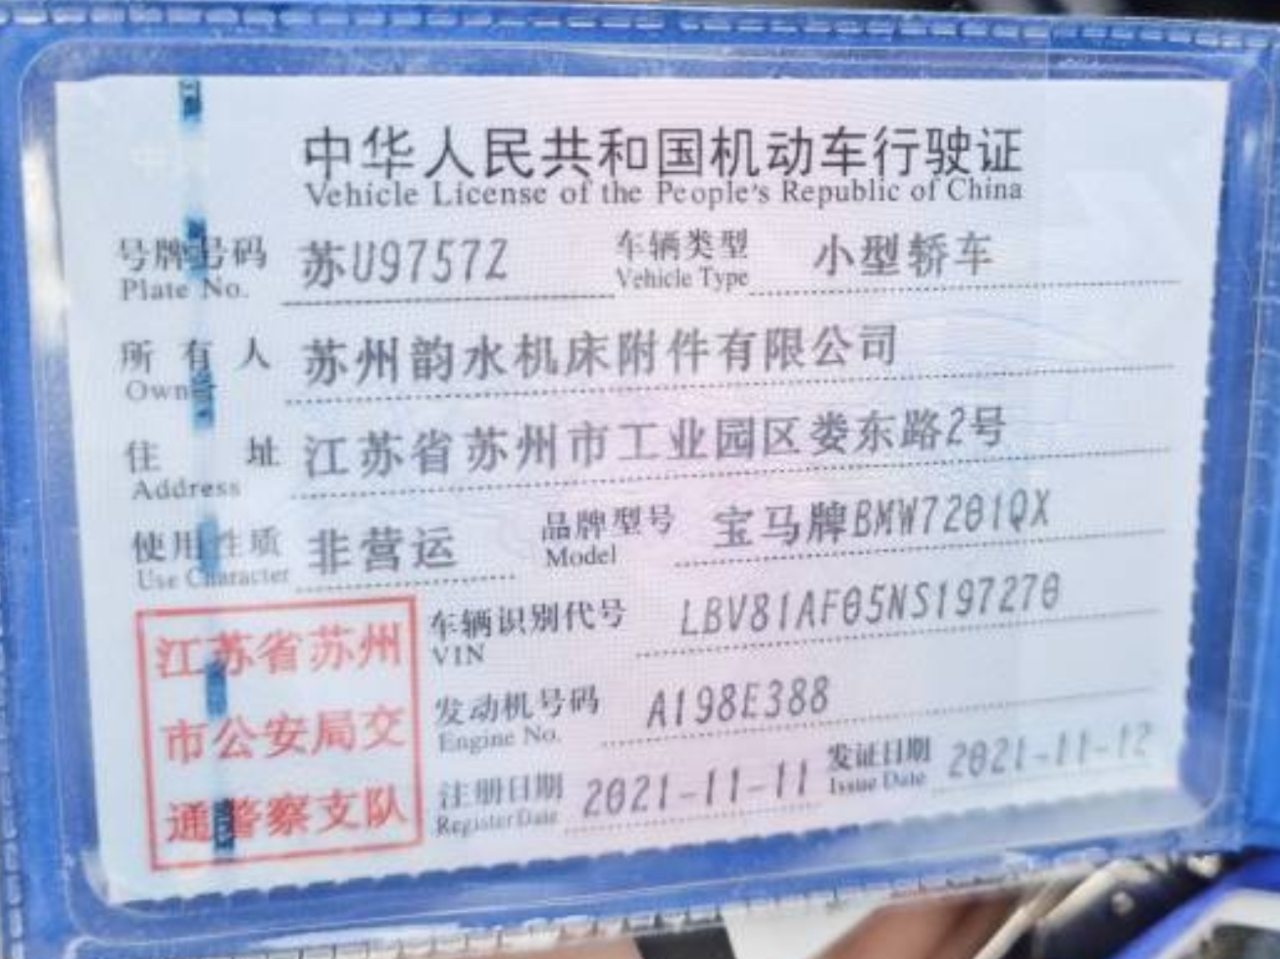 中华人民共和国机动车行驶证
Vehicle License of the People's Republic of China
号牌号码 苏U9757Z 车辆类型 小型轿车
Plate No. Vehicle Type
所有人 苏州韵水机床附件有限公司
Owner
住址 江苏省苏州市工业园区娄东路2号
Address
使用性质 非营运 品牌型号 宝马牌BMW7201QX
Use Character Model
车辆识别代号 LBV81AF05NS197270
VIN
发动机号码 A198E388
Engine No.
注册日期 2021-11-11 发证日期 2021-11-12
Register Date Issue Date
江苏省苏州
市公安局交
通警察支队